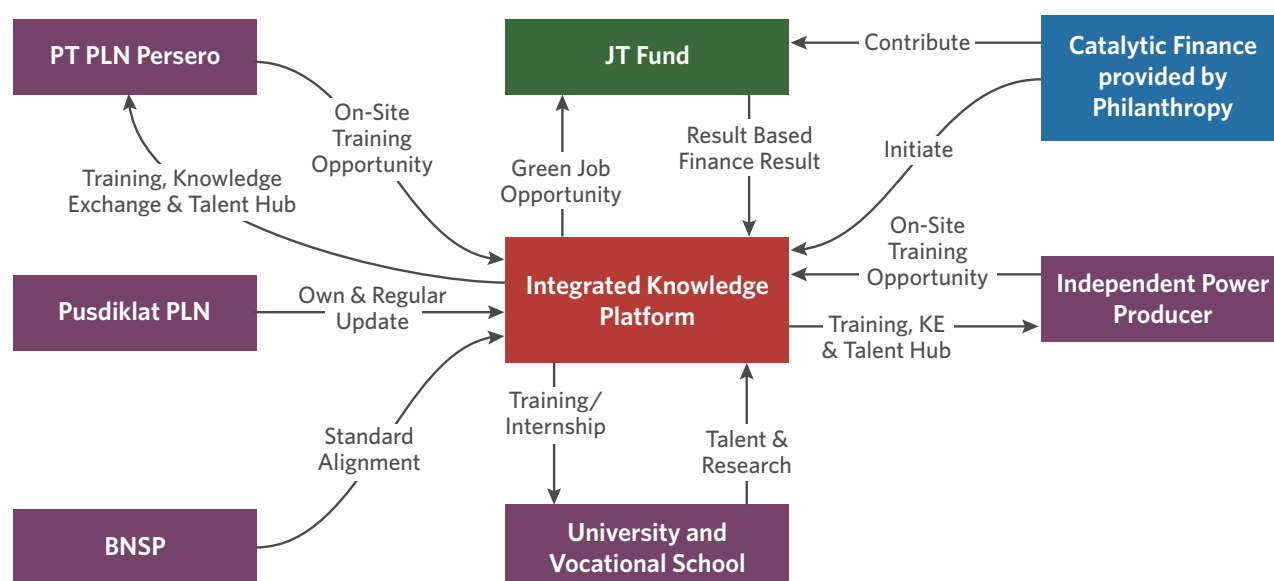 PT PLN Persero
JT Fund
Contribute
Catalytic Finance
provided by
Philanthropy
On-Site
Training
Opportunity
Result Based
Finance Result
Initiate
Training, Knowledge
Exchange & Talent Hub
Green Job
Opportunity
On-Site
Training
Opportunity
Pusdiklat PLN
Own & Regular
Update
Integrated Knowledge
Platform
Independent Power
Producer
Training, KE
& Talent Hub
Training/
Internship
Standard
Alignment
Talent &
Research
BNSP
University and
Vocational School